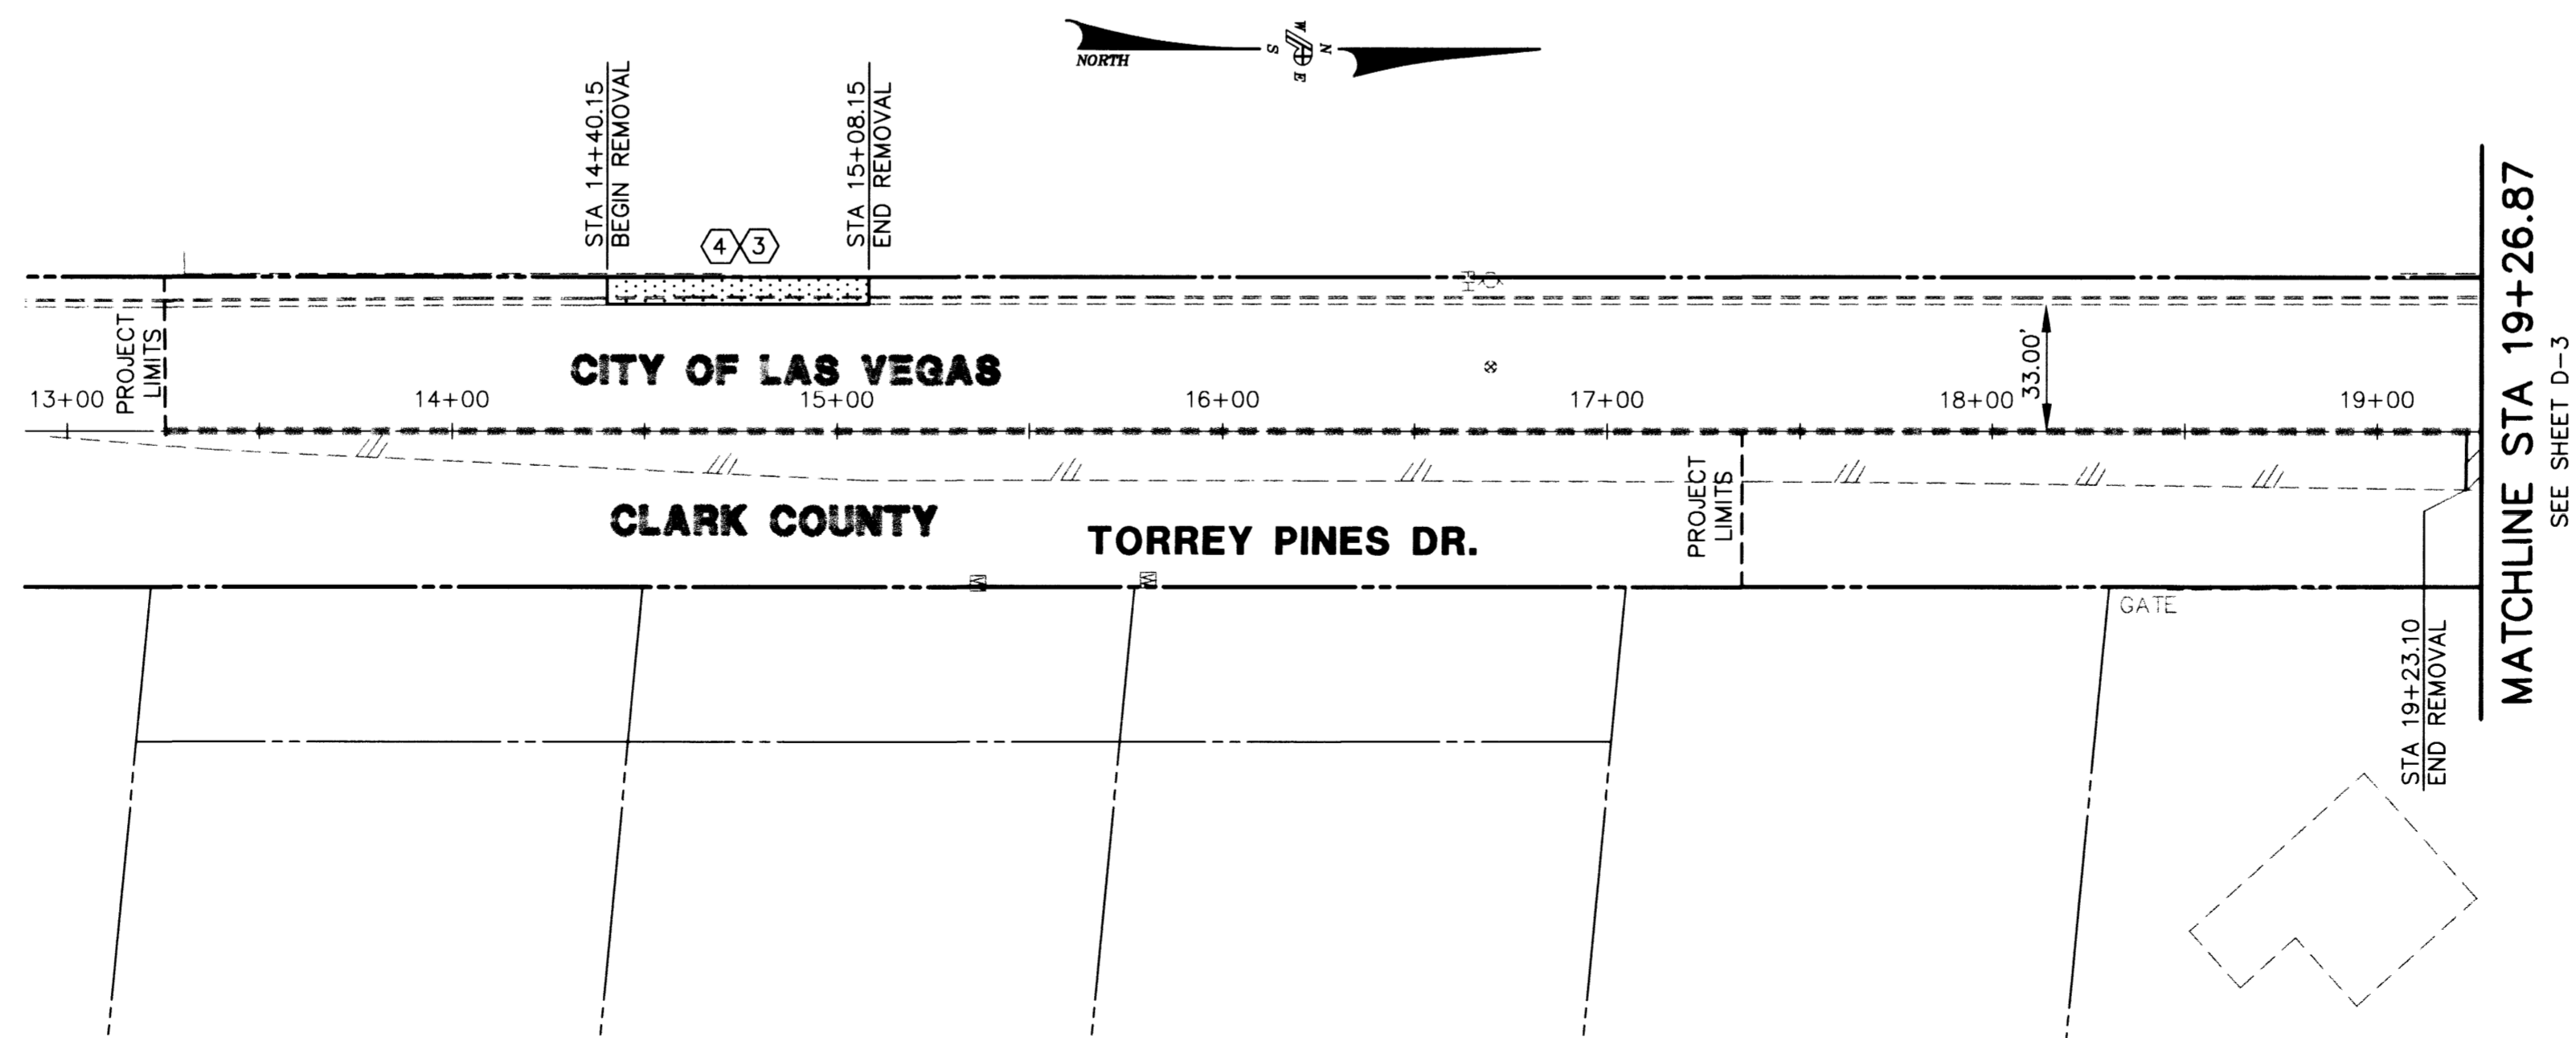 W
S N
E
NORTH
STA 14+40.15
BEGIN REMOVAL
STA 15+08.15
END REMOVAL
4 3
PROJECT
LIMITS
CITY OF LAS VEGAS
33.00'
13+00 14+00 15+00 16+00 17+00 18+00 19+00
CLARK COUNTY
TORREY PINES DR.
PROJECT
LIMITS
M M
GATE
STA 19+23.10
END REMOVAL
MATCHLINE STA 19+26.87
SEE SHEET D-3